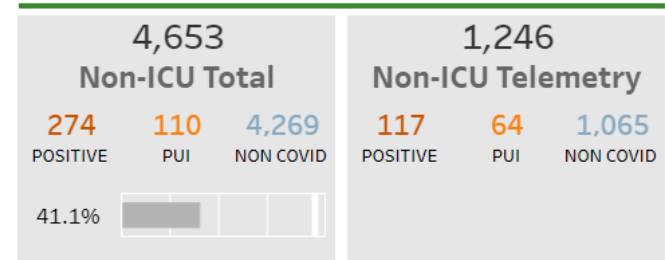 4,653
Non-ICU Total
274 110 4,269
POSITIVE PUI NON COVID
41.1%
1,246
Non-ICU Telemetry
117 64 1,065
POSITIVE PUI NON COVID